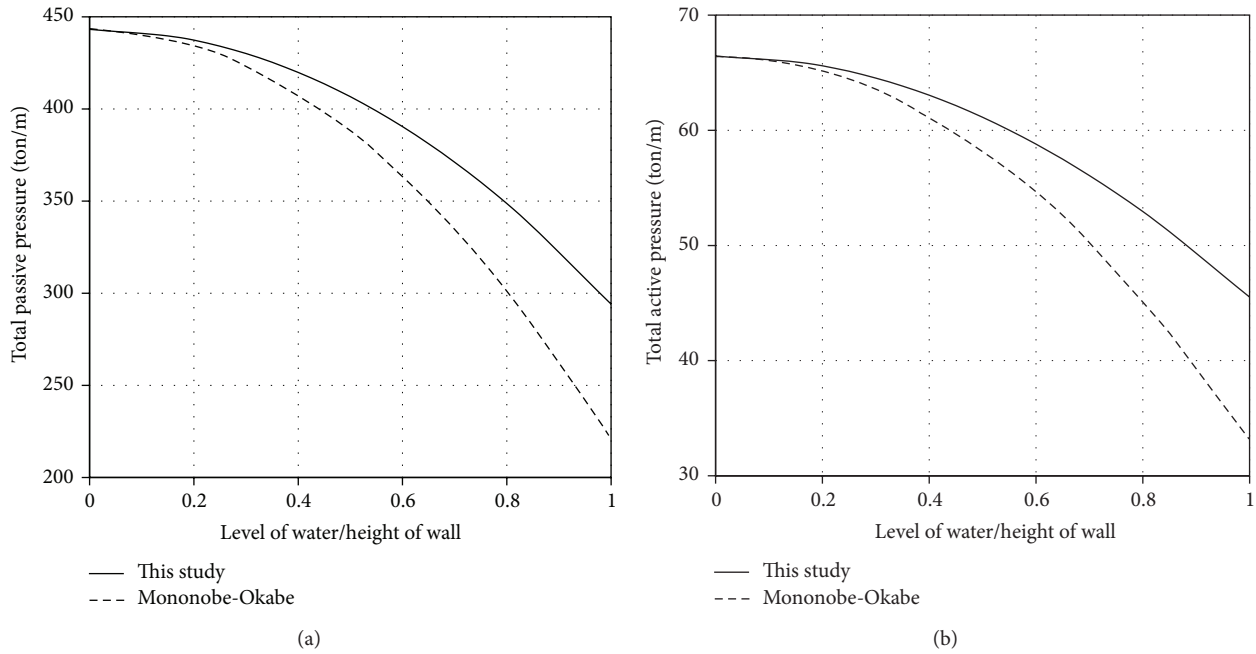 450
400
350
300
250
200
Total passive pressure (ton/m)
0 0.2 0.4 0.6 0.8 1
Level of water/height of wall
This study
Mononobe-Okabe
(a)
70
60
50
40
30
Total active pressure (ton/m)
0 0.2 0.4 0.6 0.8 1
Level of water/height of wall
This study
Mononobe-Okabe
(b)